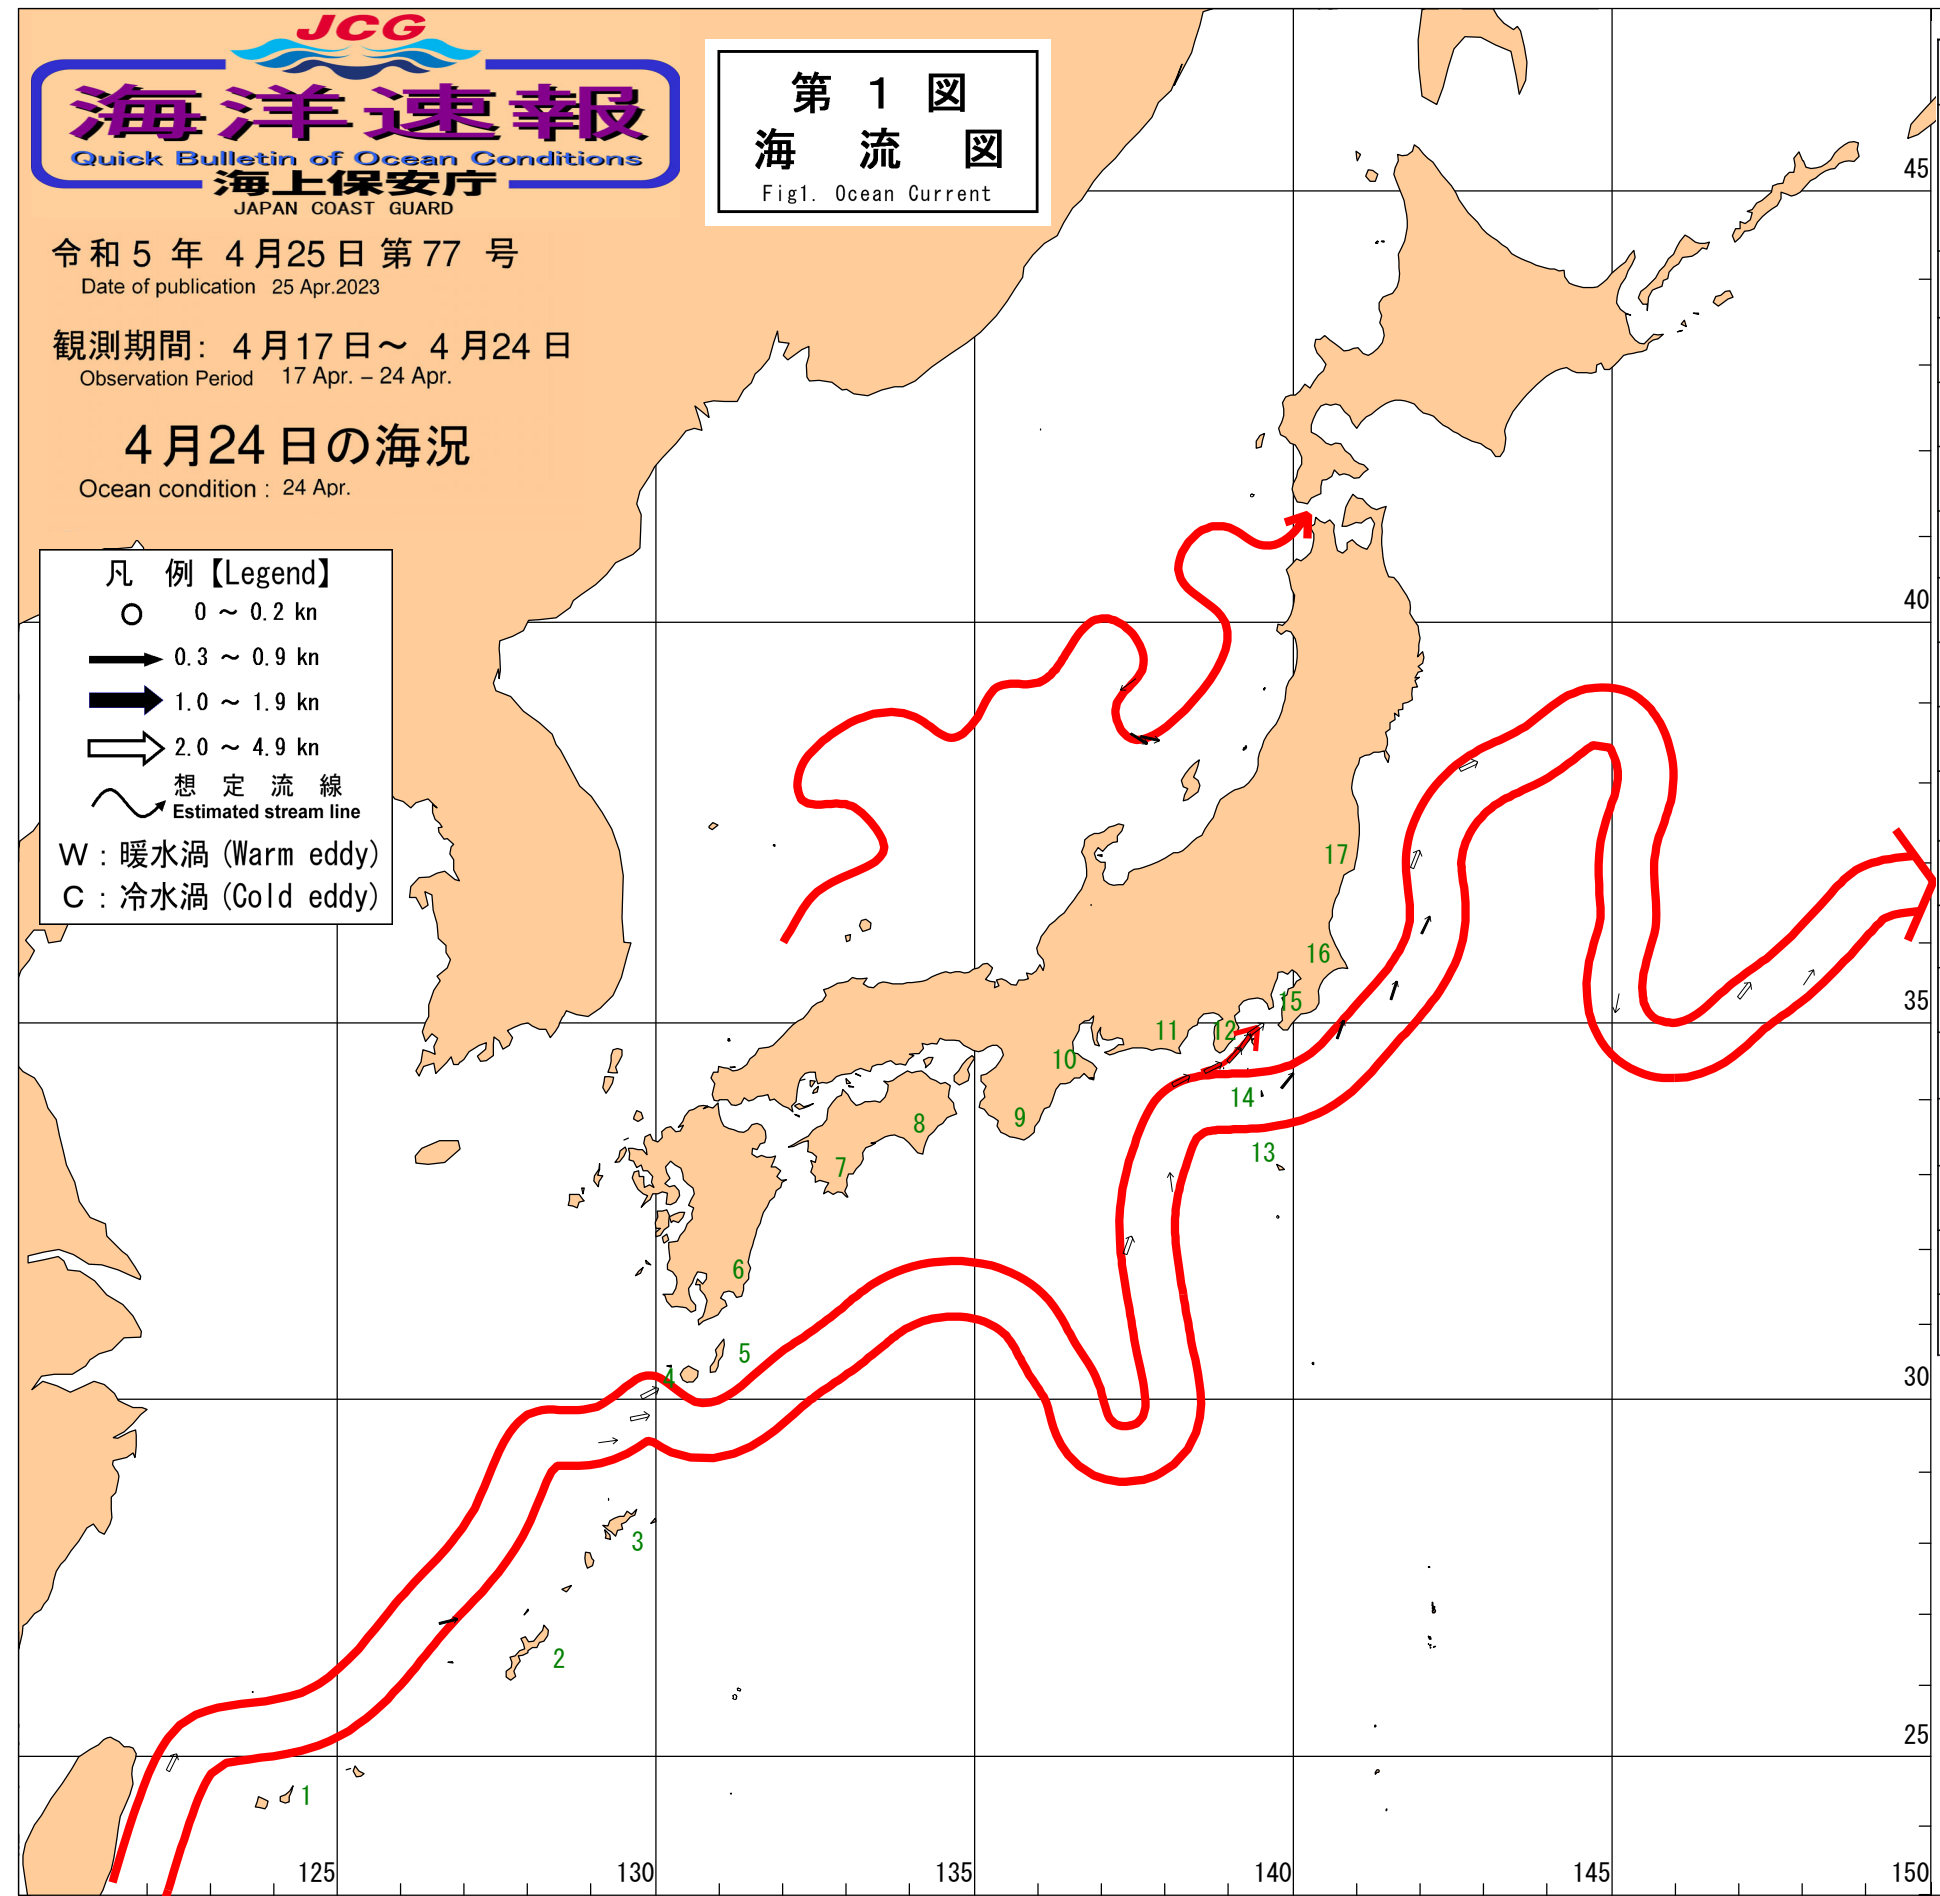 JCG
海洋速報
Quick Bulletin of Ocean Conditions
海上保安庁
JAPAN COAST GUARD
令和 5 年 4月25日 第77 号
Date of publication 25 Apr.2023
観測期間: 4月17日～ 4月24日
Observation Period 17 Apr. – 24 Apr.
4月24日の海況
Ocean condition : 24 Apr.
第 1 図
海 流 図
Fig1. Ocean Current
凡 例【Legend】
0 ～ 0.2 kn
0.3 ～ 0.9 kn
1.0 ～ 1.9 kn
2.0 ～ 4.9 kn
想 定 流 線
Estimated stream line
W : 暖水渦 (Warm eddy)
C : 冷水渦 (Cold eddy)
45
40
17
16
35
15
12
11
10
14
9
8
13
7
6
5
4
30
3
2
25
1
125
130
135
140
145
150